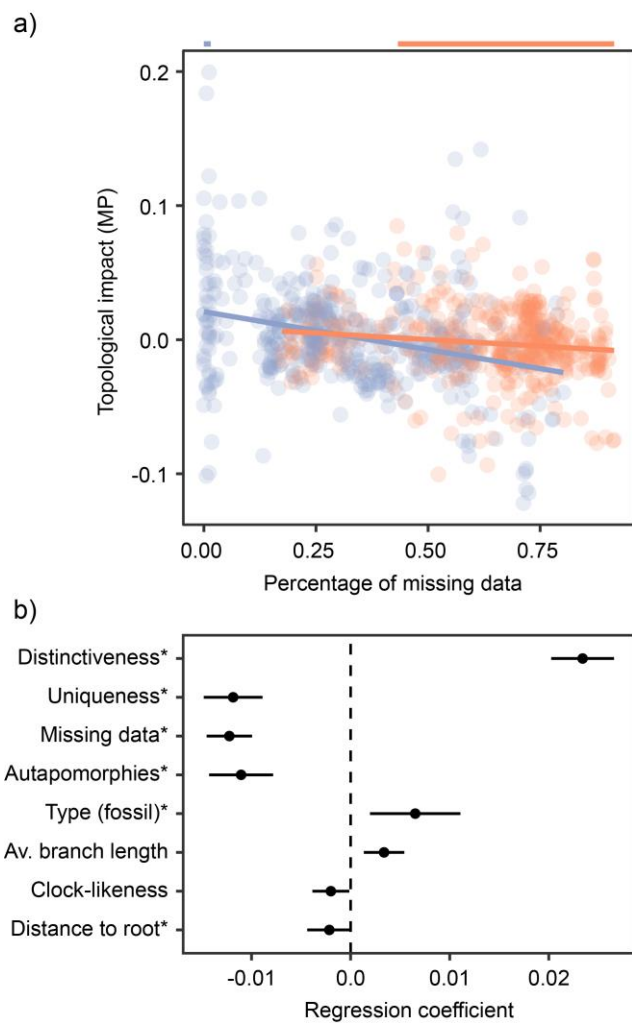 a)
0.2
0.1
0.0
-0.1
Topological impact (MP)
0.00 0.25 0.50 0.75
Percentage of missing data
b)
Distinctiveness*
Uniqueness*
Missing data*
Autapomorphies*
Type (fossil)*
Av. branch length
Clock-likeness
Distance to root*
-0.01 0.0 0.01 0.02
Regression coefficient